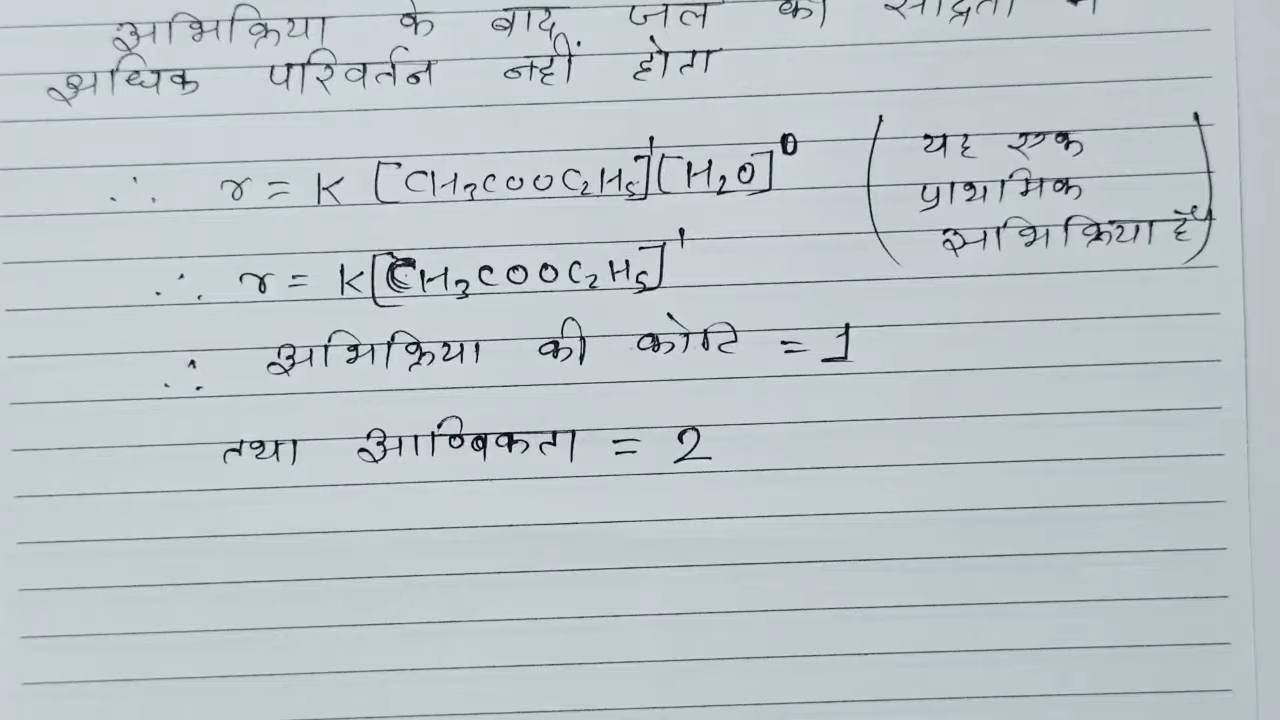 अभिक्रिया के बाद जल की सांद्रता में
अधिक परिवर्तन नहीं होता
∴ r = K [CH₃COOC₂H₅]¹[H₂O]⁰
(यह एक
प्राथमिक
अभिक्रिया है)
∴ r = K[CH₃COOC₂H₅]¹
∴ अभिक्रिया की कोटि = 1
तथा आण्विकता = 2